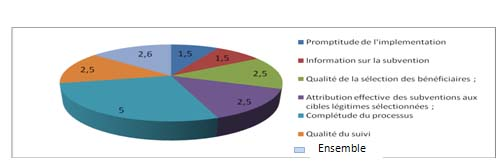 2,6
1,5
1,5
2,5
2,5
5
2,5
Promptitude de l'implementation
Information sur la subvention
Qualité de la sélection des bénéficiaires ;
Attribution effective des subventions aux
cibles légitimes sélectionnées ;
Complétude du processus
Qualité du suivi
Ensemble